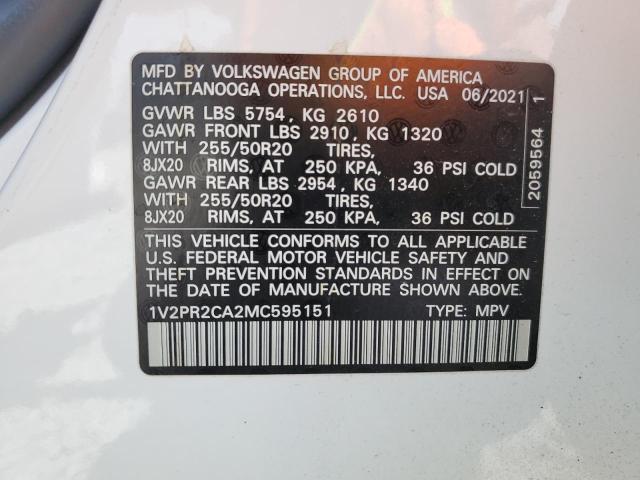 MFD BY VOLKSWAGEN GROUP OF AMERICA
CHATTANOOGA OPERATIONS, LLC. USA 06/2021
GVWR LBS 5754, KG 2610
GAWR FRONT LBS 2910, KG 1320
WITH 255/50R20 TIRES,
8JX20 RIMS, AT 250 KPA, 36 PSI COLD
GAWR REAR LBS 2954, KG 1340
WITH 255/50R20 TIRES,
8JX20 RIMS, AT 250 KPA, 36 PSI COLD
THIS VEHICLE CONFORMS TO ALL APPLICABLE
U.S. FEDERAL MOTOR VEHICLE SAFETY AND
THEFT PREVENTION STANDARDS IN EFFECT ON
THE DATE OF MANUFACTURE SHOWN ABOVE
1V2PR2CA2MC595151 TYPE: MPV
2059564 1